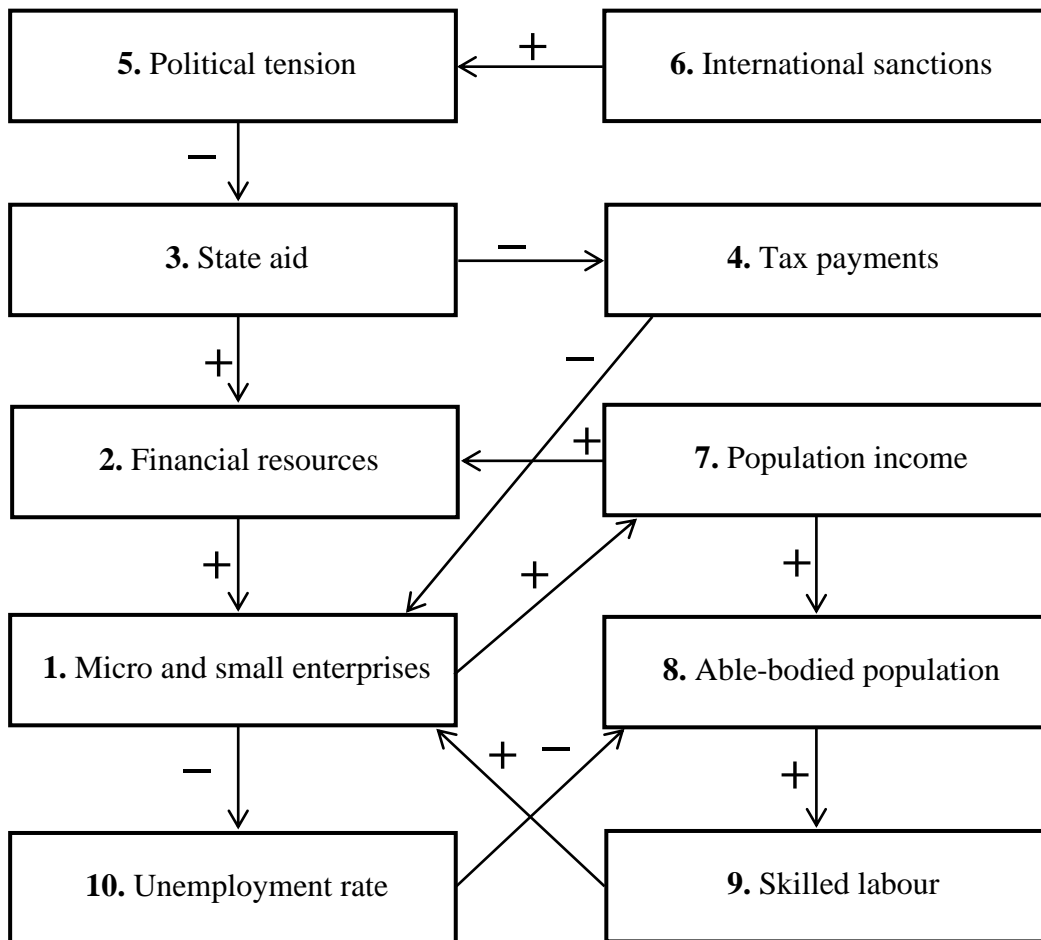 5. Political tension
+
6. International sanctions
−
3. State aid
−
4. Tax payments
+
−
2. Financial resources
+
7. Population income
+
+
+
1. Micro and small enterprises
8. Able-bodied population
−
+
−
+
10. Unemployment rate
9. Skilled labour